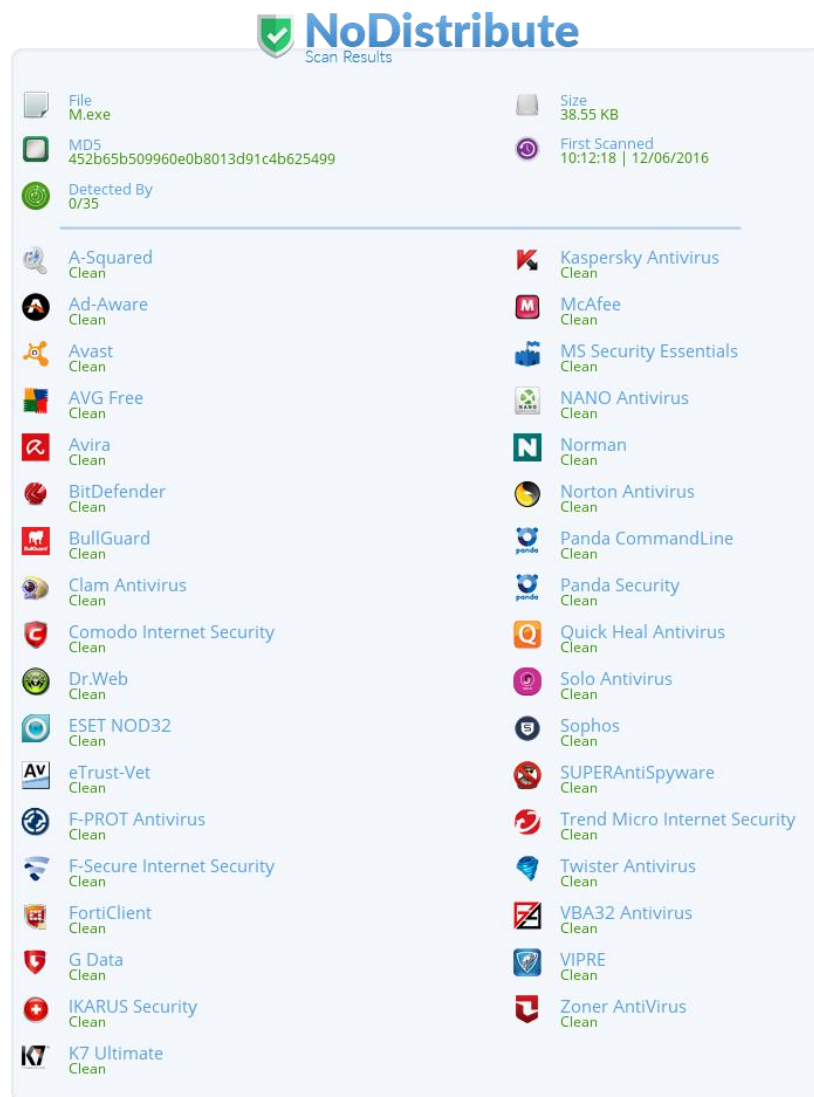 NoDistribute
Scan Results
File
M.exe
Size
38.55 KB
MD5
452b65b509960e0b8013d91c4b625499
First Scanned
10:12:18 | 12/06/2016
Detected By
0/35
A-Squared
Clean
Ad-Aware
Clean
Avast
Clean
AVG Free
Clean
Avira
Clean
BitDefender
Clean
BullGuard
Clean
Clam Antivirus
Clean
Comodo Internet Security
Clean
Dr.Web
Clean
ESET NOD32
Clean
eTrust-Vet
Clean
F-PROT Antivirus
Clean
F-Secure Internet Security
Clean
FortiClient
Clean
G Data
Clean
IKARUS Security
Clean
K7 Ultimate
Clean
Kaspersky Antivirus
Clean
McAfee
Clean
MS Security Essentials
Clean
NANO Antivirus
Clean
Norman
Clean
Norton Antivirus
Clean
Panda CommandLine
Clean
Panda Security
Clean
Quick Heal Antivirus
Clean
Solo Antivirus
Clean
Sophos
Clean
SUPERAntiSpyware
Clean
Trend Micro Internet Security
Clean
Twister Antivirus
Clean
VBA32 Antivirus
Clean
VIPRE
Clean
Zoner AntiVirus
Clean